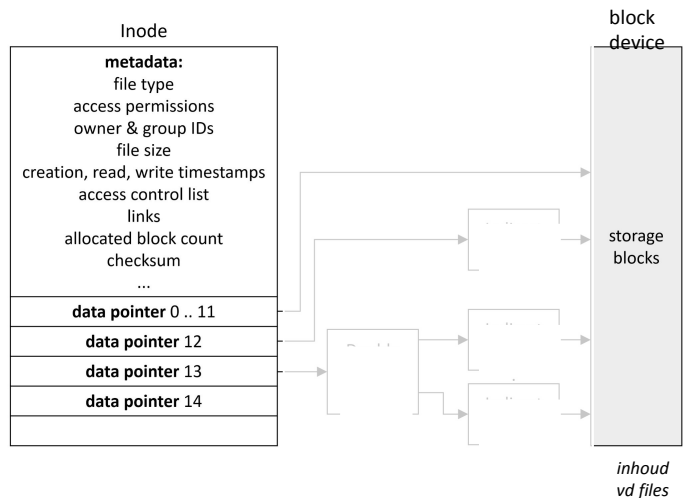 Inode
block
device
metadata:
file type
access permissions
owner & group IDs
file size
creation, read, write timestamps
access control list
links
allocated block count
checksum
...
data pointer 0 .. 11
data pointer 12
data pointer 13
data pointer 14
storage
blocks
inhoud
vd files